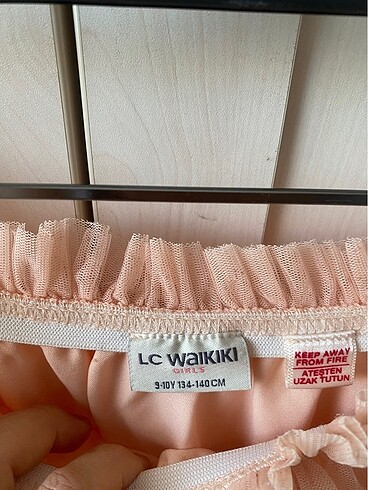 LC WAIKIKI
GIRLS
9-10Y 134-140CM
KEEP AWAY
FROM FIRE
ATEŞTEN
UZAK TUTUN